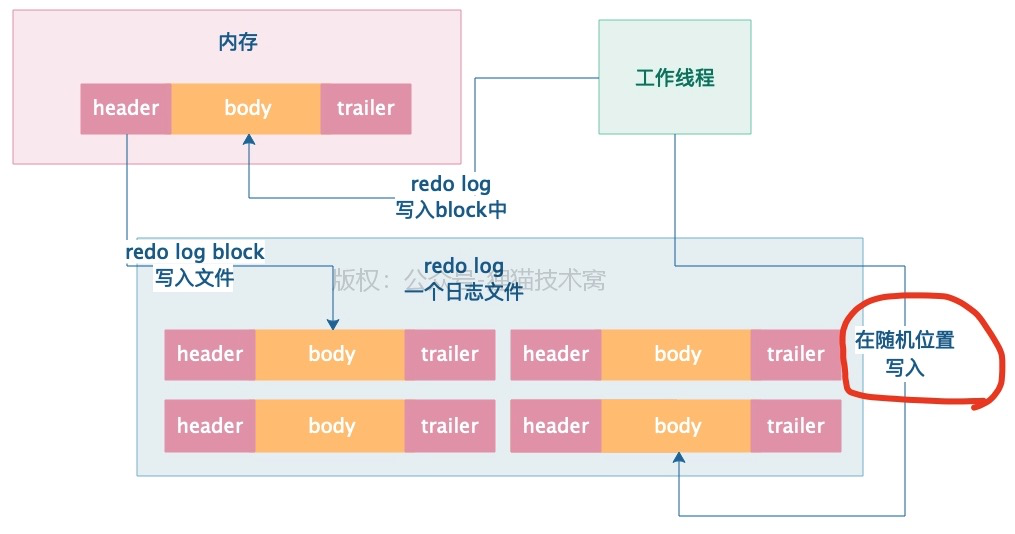 内存
header body trailer
工作线程
redo log
写入block中
redo log block
写入文件
redo log
一个日志文件
版权：公众号-狸猫技术窝
header body trailer header body trailer
在随机位置
写入
header body trailer header body trailer